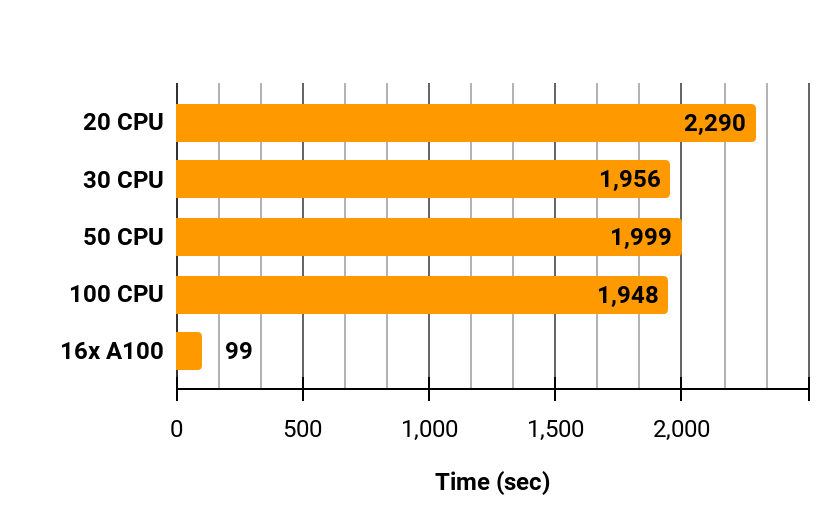 20 CPU 2,290
30 CPU 1,956
50 CPU 1,999
100 CPU 1,948
16x A100 99
0 500 1,000 1,500 2,000
Time (sec)